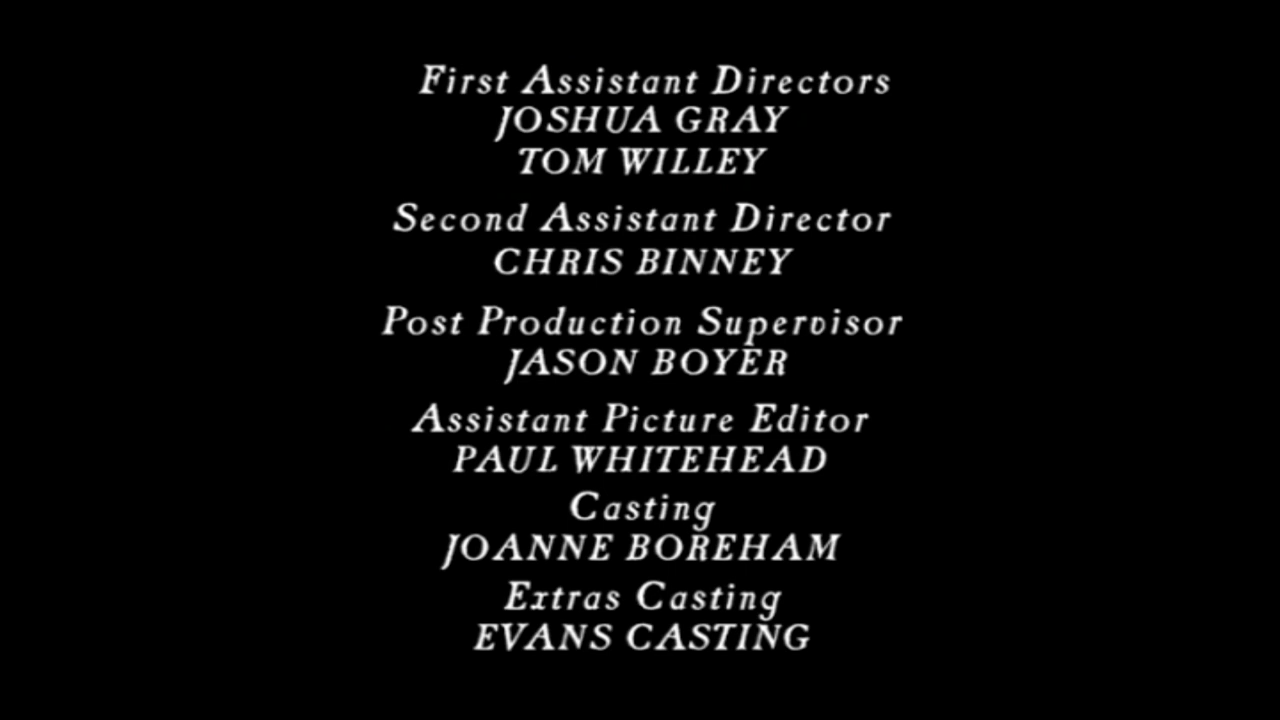 First Assistant Directors
JOSHUA GRAY
TOM WILLEY
Second Assistant Director
CHRIS BINNEY
Post Production Supervisor
JASON BOYER
Assistant Picture Editor
PAUL WHITEHEAD
Casting
JOANNE BOREHAM
Extras Casting
EVANS CASTING